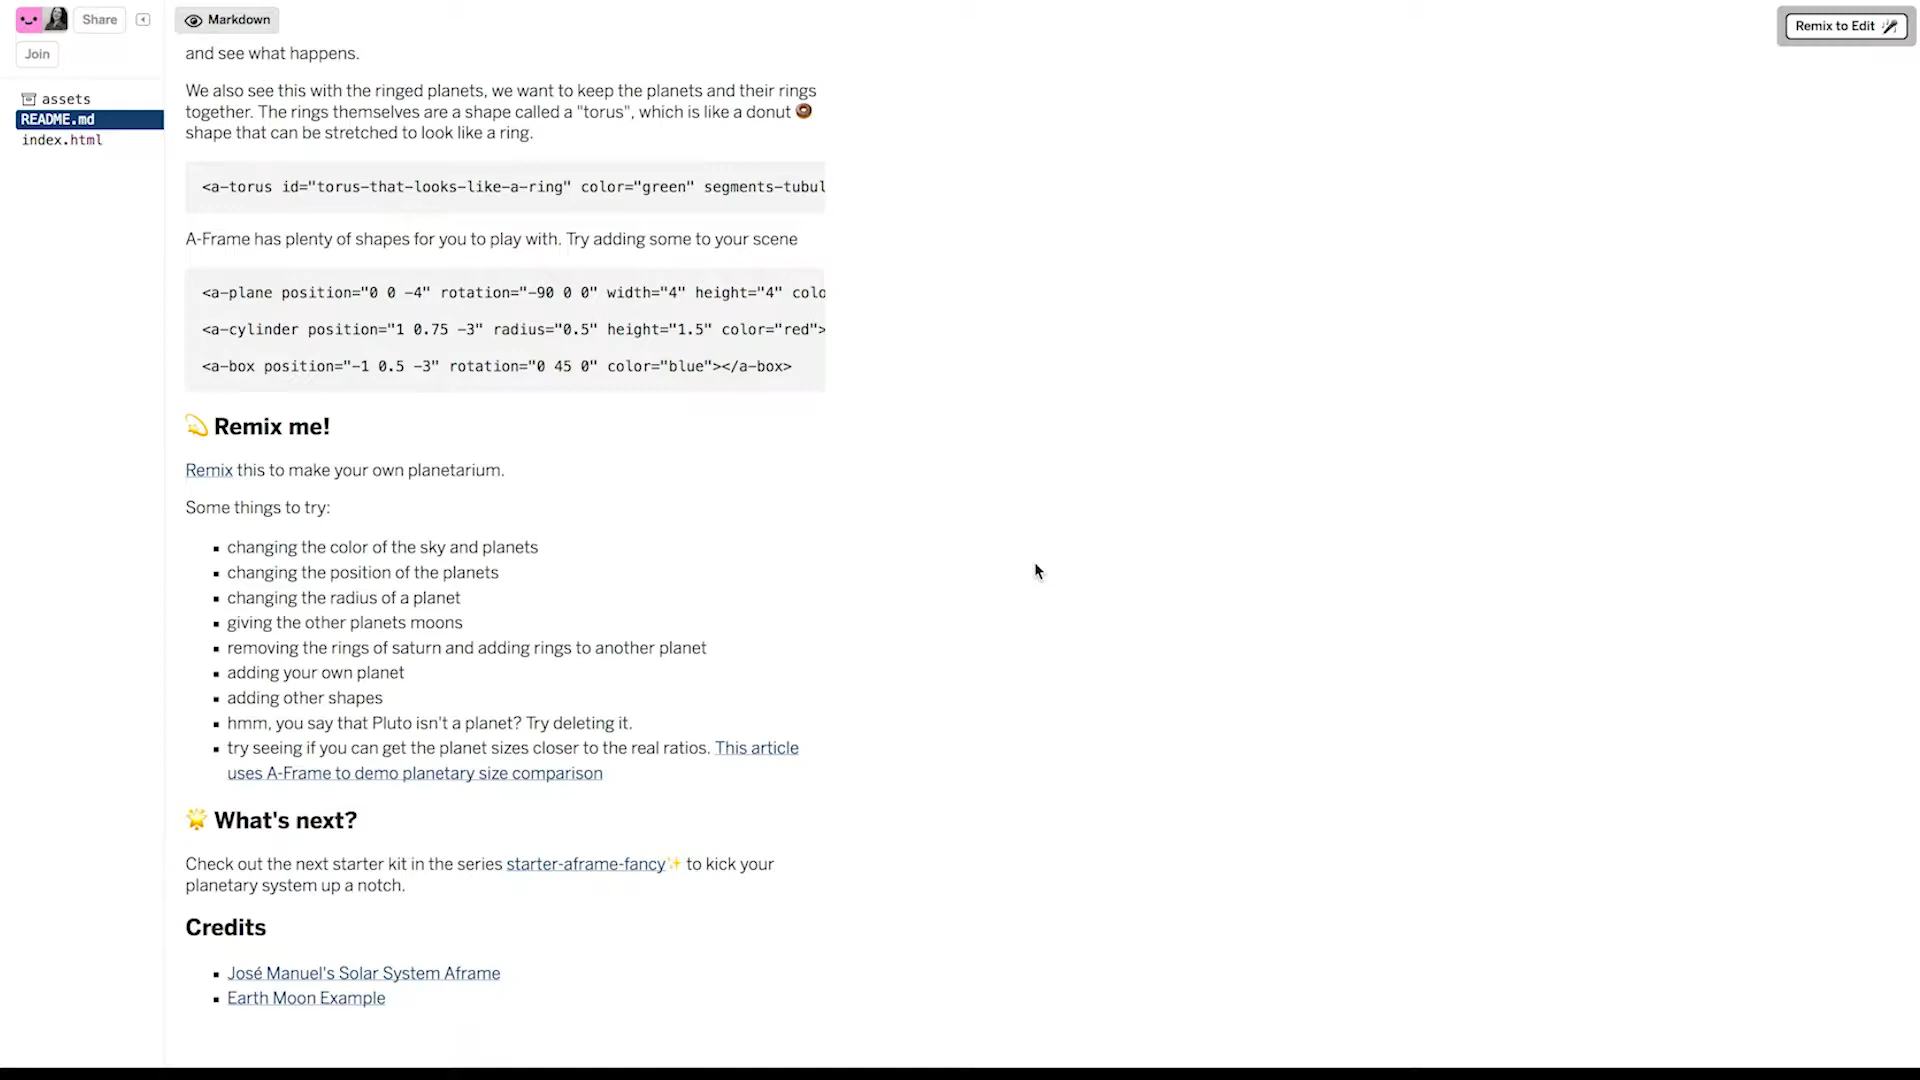 Share
Markdown
Remix to Edit
Join
and see what happens.
assets
We also see this with the ringed planets, we want to keep the planets and their rings
README.md
together. The rings themselves are a shape called a "torus", which is like a donut 🍩
index.html
shape that can be stretched to look like a ring.
<a-torus id="torus-that-looks-like-a-ring" color="green" segments-tubul
A-Frame has plenty of shapes for you to play with. Try adding some to your scene
<a-plane position="0 0 -4" rotation="-90 0 0" width="4" height="4" colo
<a-cylinder position="1 0.75 -3" radius="0.5" height="1.5" color="red">
<a-box position="-1 0.5 -3" rotation="0 45 0" color="blue"></a-box>
💫 Remix me!
Remix this to make your own planetarium.
Some things to try:
▪ changing the color of the sky and planets
▪ changing the position of the planets
▪ changing the radius of a planet
▪ giving the other planets moons
▪ removing the rings of saturn and adding rings to another planet
▪ adding your own planet
▪ adding other shapes
▪ hmm, you say that Pluto isn't a planet? Try deleting it.
▪ try seeing if you can get the planet sizes closer to the real ratios. This article
uses A-Frame to demo planetary size comparison
🌟 What's next?
Check out the next starter kit in the series starter-aframe-fancy✨ to kick your
planetary system up a notch.
Credits
▪ José Manuel's Solar System Aframe
▪ Earth Moon Example